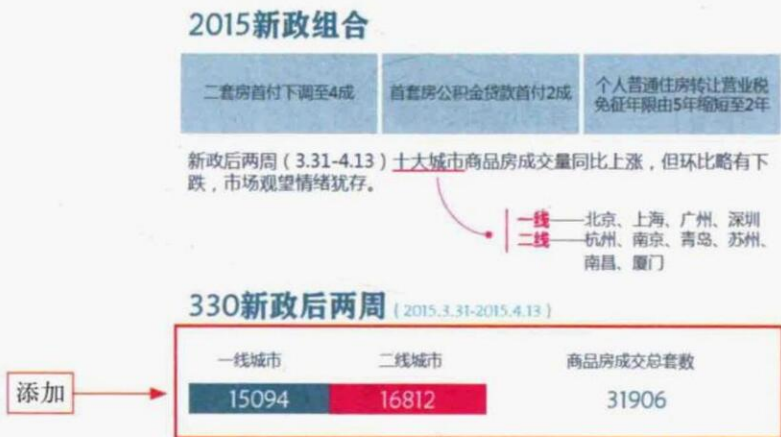 2015新政组合
二套房首付下调至4成
首套房公积金贷款首付2成
个人普通住房转让营业税
免征年限由5年缩短至2年
新政后两周（3.31-4.13）十大城市商品房成交量同比上涨，但环比略有下
跌，市场观望情绪犹存。
一线——北京、上海、广州、深圳
二线——杭州、南京、青岛、苏州、
南昌、厦门
330新政后两周（2015.3.31-2015.4.13）
一线城市 二线城市 商品房成交总套数
添加
15094 16812 31906